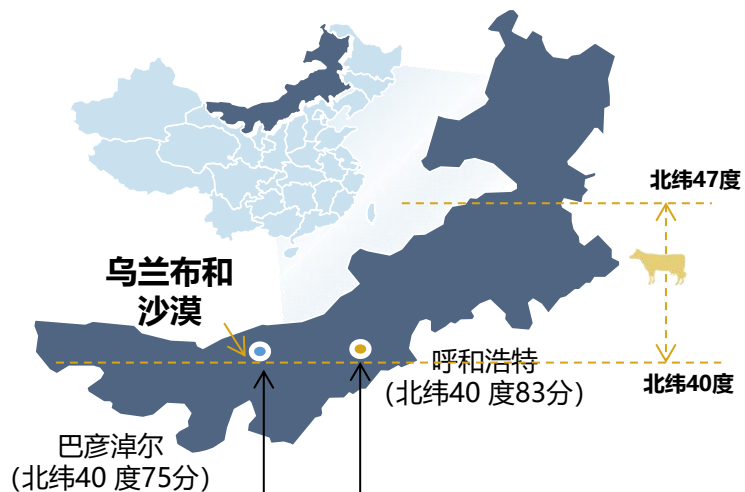 北纬47度
乌兰布和
沙漠
呼和浩特
（北纬40 度83分）
北纬40度
巴彦淖尔
（北纬40 度75分）